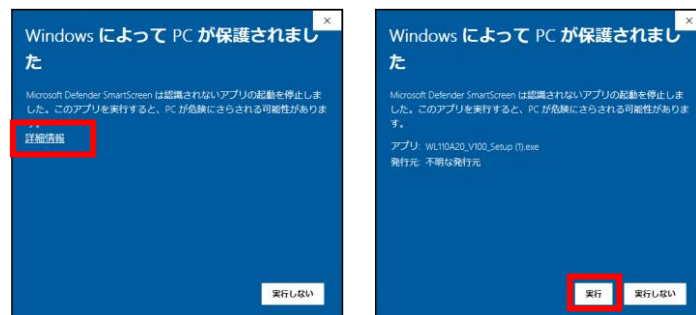 ×
Windows によって PC が保護されまし
た
Microsoft Defender SmartScreen は認識されないアプリの起動を停止しま
した。このアプリを実行すると、PC が危険にさらされる可能性がありま
す。
詳細情報
実行しない
×
Windows によって PC が保護されまし
た
Microsoft Defender SmartScreen は認識されないアプリの起動を停止しま
した。このアプリを実行すると、PC が危険にさらされる可能性がありま
す。
アプリ: WL110A20_V100_Setup (1).exe
発行元: 不明な発行元
実行 実行しない